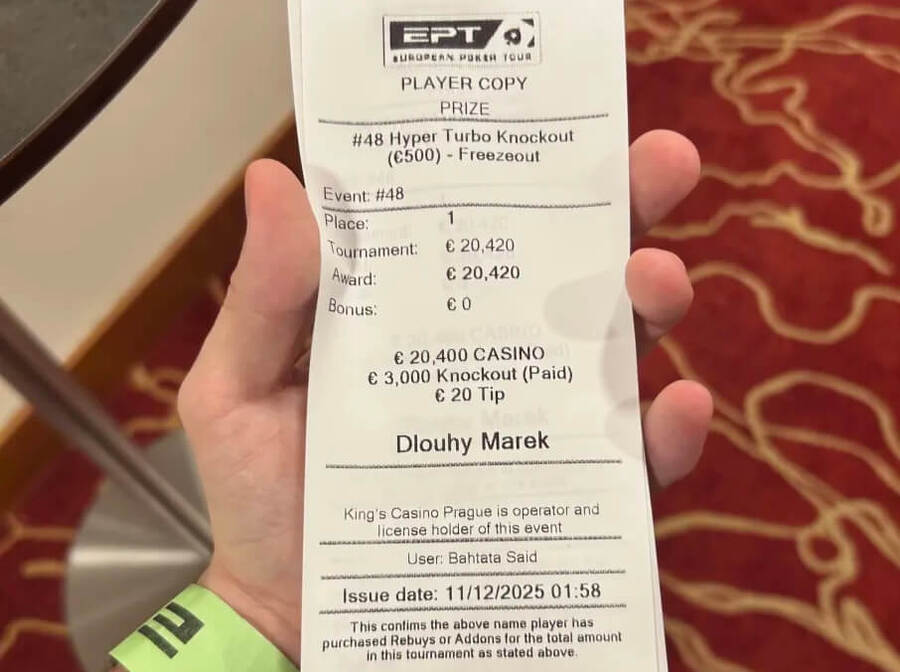 EPT
EUROPEAN POKER TOUR
PLAYER COPY
PRIZE
#48 Hyper Turbo Knockout
(€500) - Freezeout
Event: #48
Place: 1
Tournament: € 20,420
Award: € 20,420
Bonus: € 0
€ 20,400 CASINO
€ 3,000 Knockout (Paid)
€ 20 Tip
Dlouhy Marek
King's Casino Prague is operator and
license holder of this event
User: Bahtata Said
Issue date: 11/12/2025 01:58
This contims the above name player has
purchased Rebuys or Addons for the total amount
in this tournament as stated above.